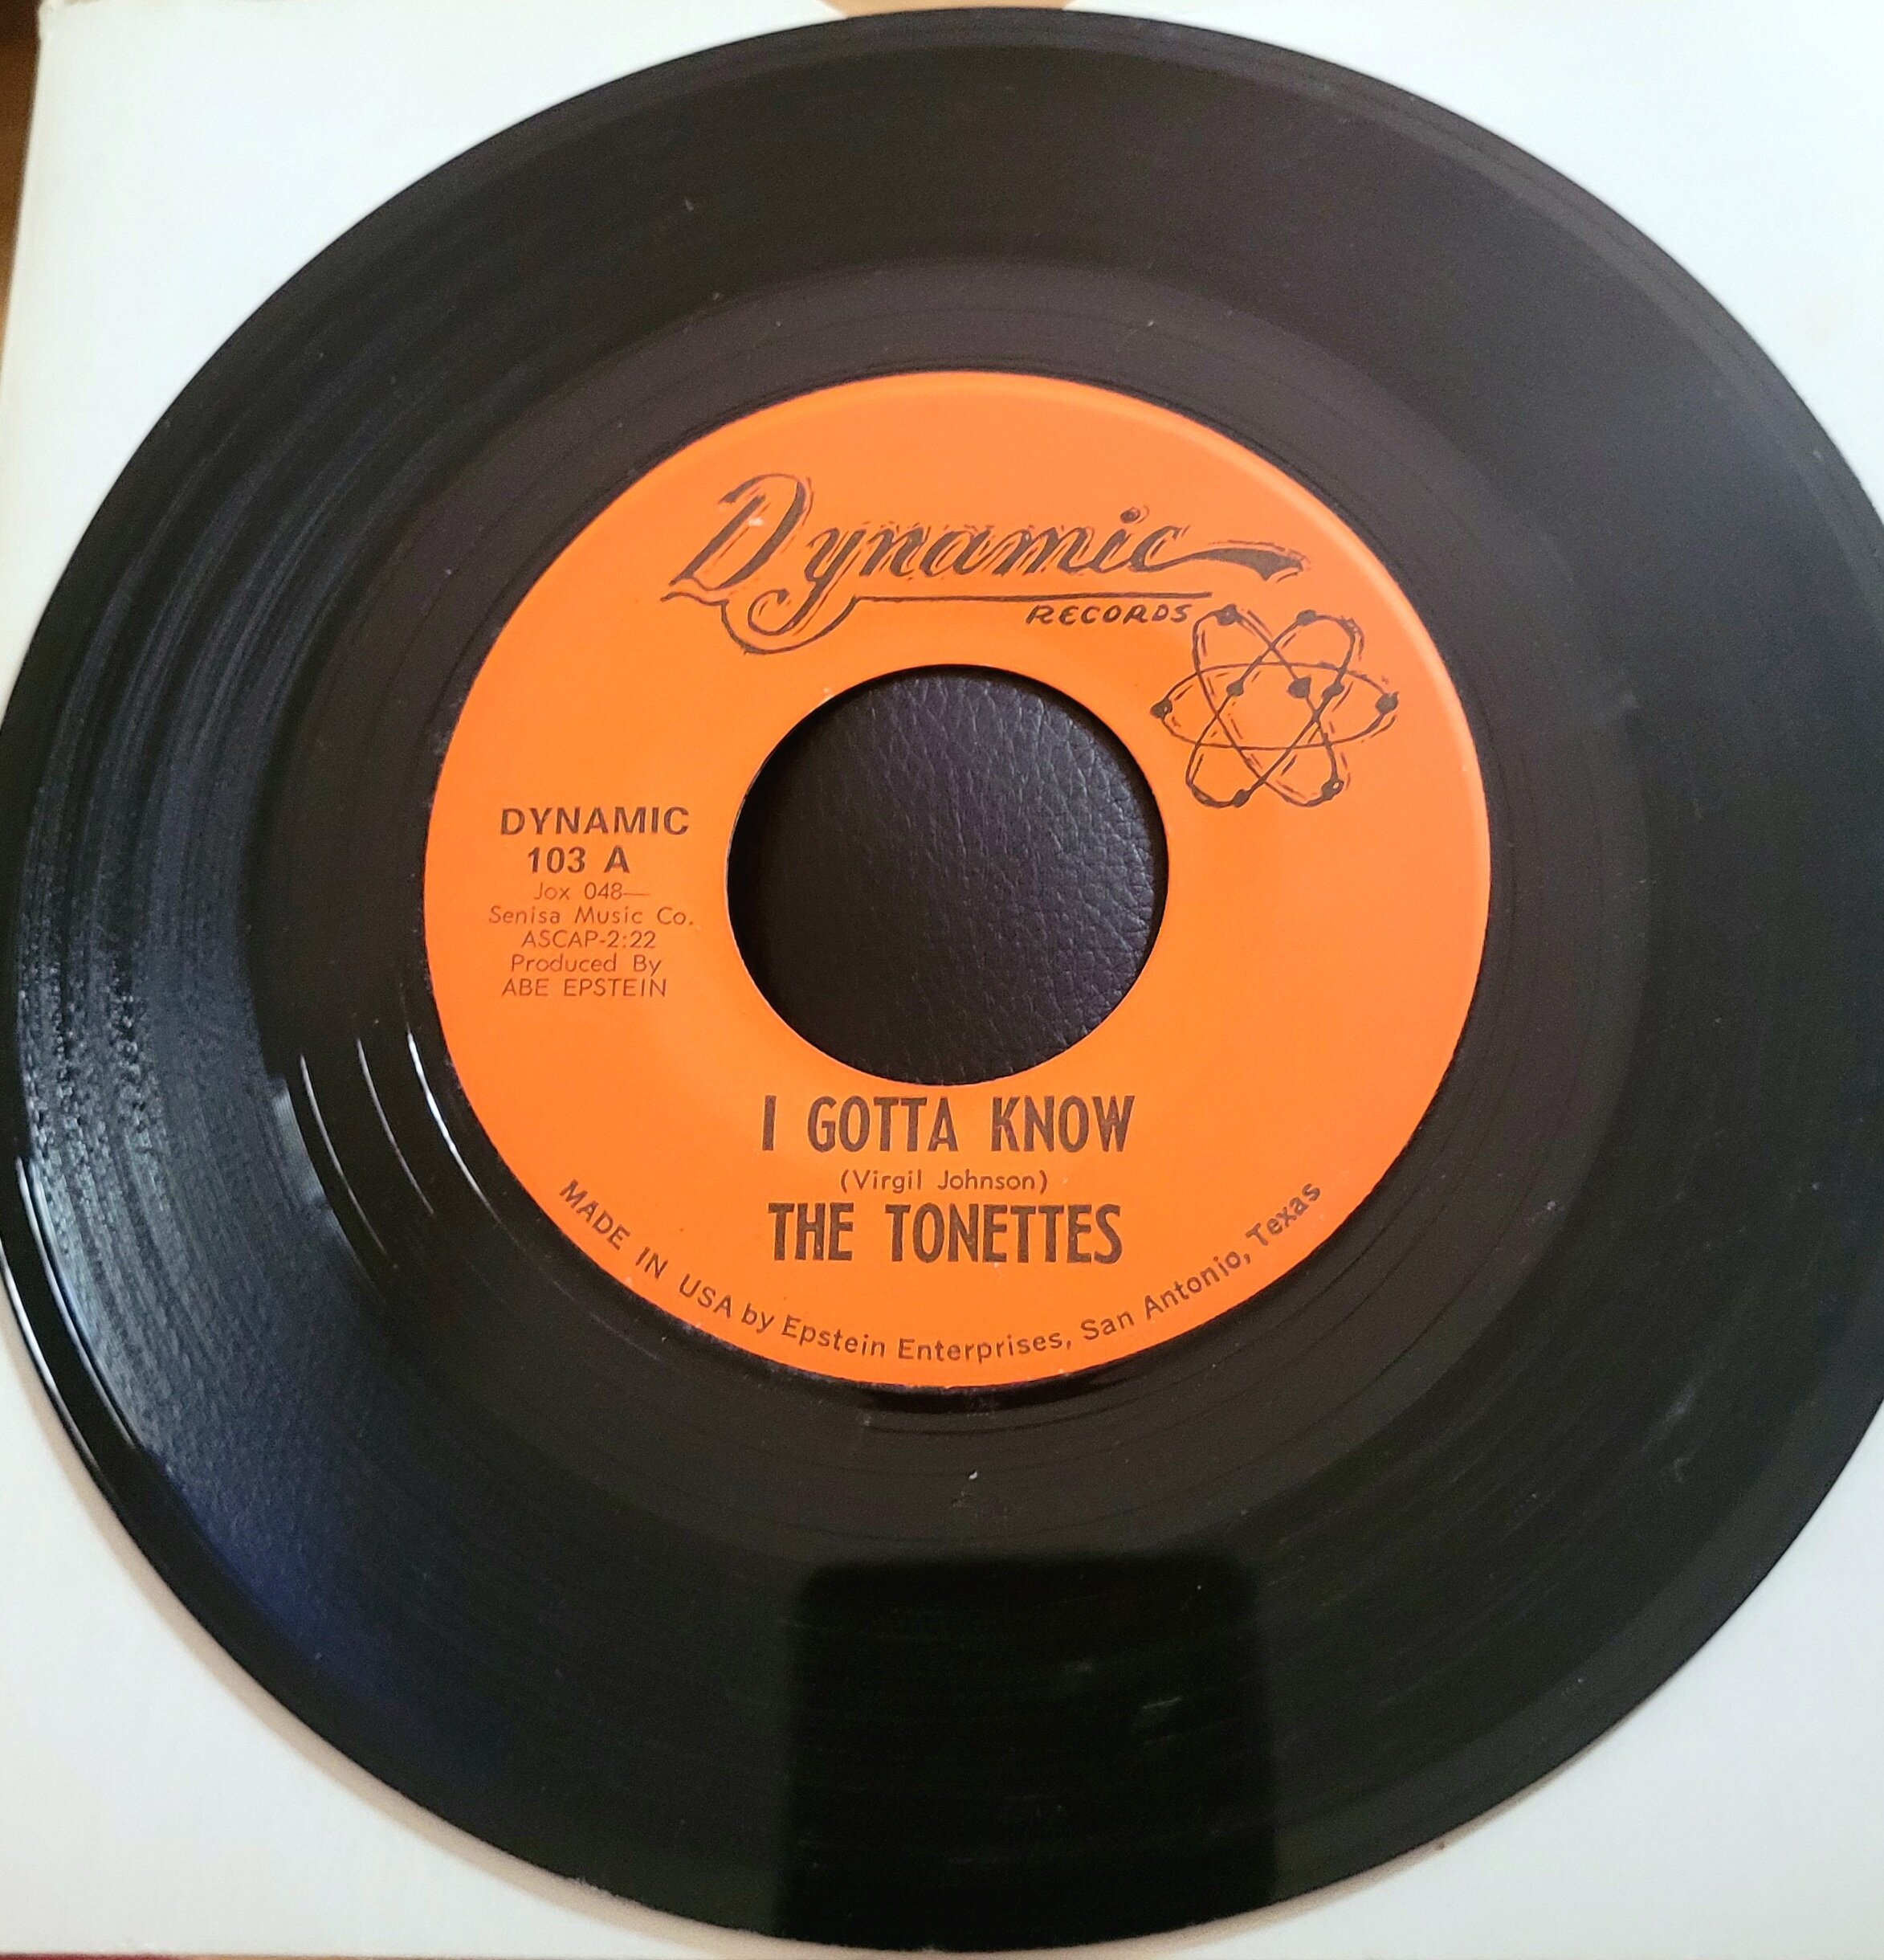 Dynamic
RECORDS
DYNAMIC
103 A
Jox 048—
Senisa Music Co.
ASCAP-2:22
Produced By
ABE EPSTEIN
I GOTTA KNOW
(Virgil Johnson)
THE TONETTES
MADE IN USA by Epstein Enterprises, San Antonio, Texas